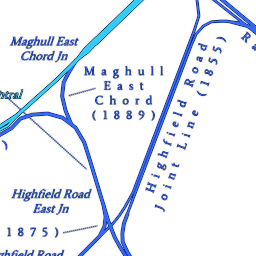 Maghull East
Chord Jn
Maghull
East
Chord
(1889)
Highfield Road
Joint Line (1855)
Highfield Road
East Jn
1875)